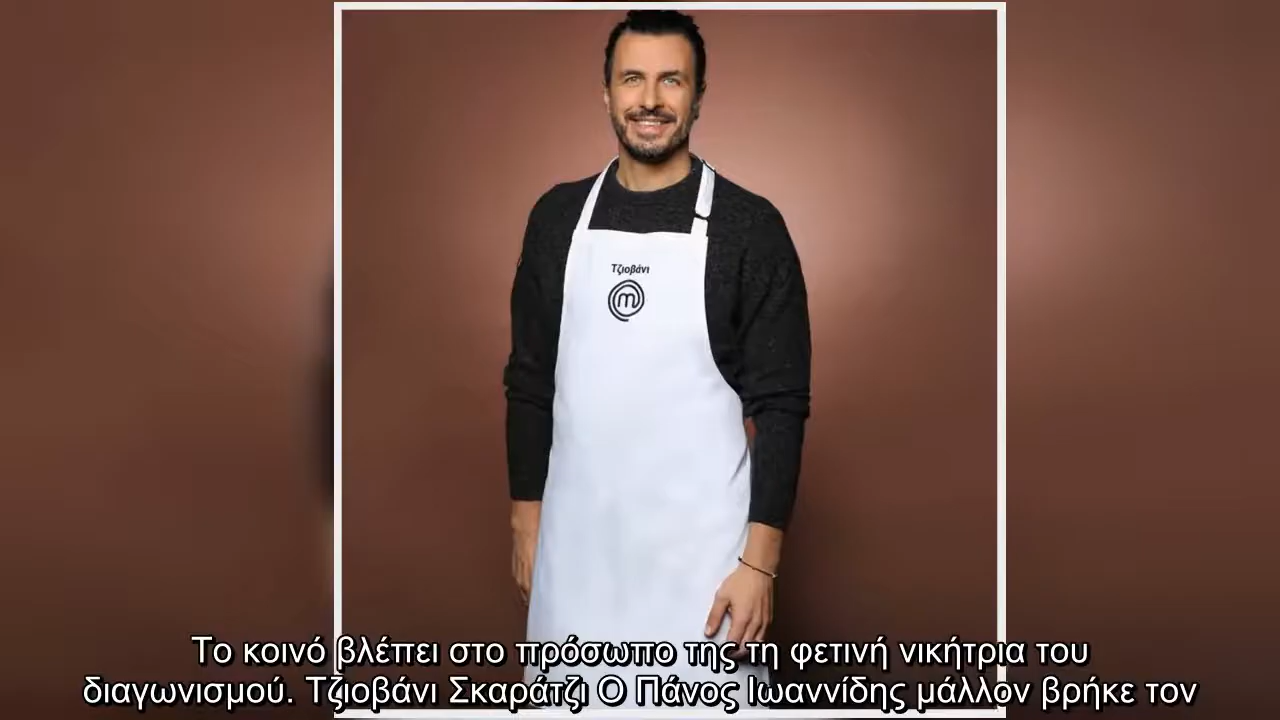 Τζιοβάνι
m
Το κοινό βλέπει στο πρόσωπο της τη φετινή νικήτρια του
διαγωνισμού. Τζιοβάνι Σκαράτζι Ο Πάνος Ιωαννίδης μάλλον βρήκε τον